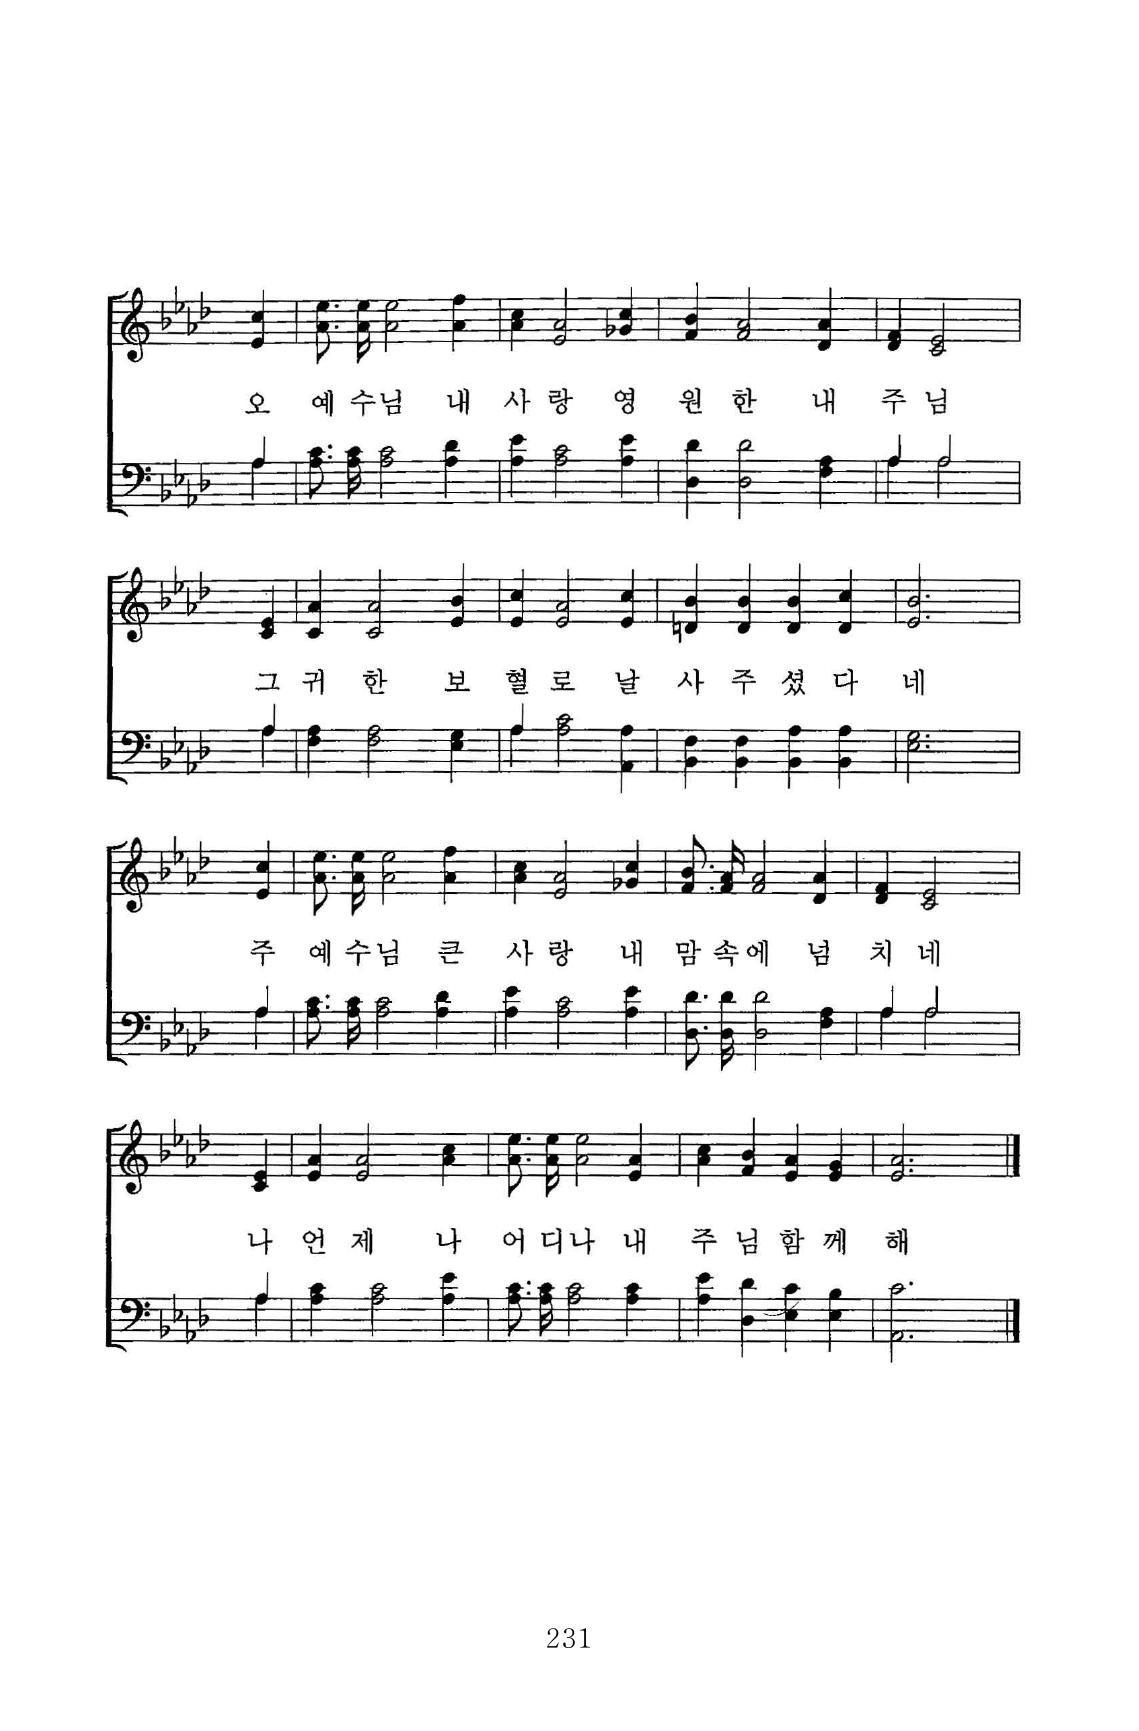 오 예 수 님 내 사 랑 영 원 한 내 주 님
그 귀 한 보 혈 로 날 사 주 셨 다 네
주 예 수 님 큰 사 랑 내 맘 속 에 넘 치 네
나 언 제 나 어 디 나 내 주 님 함 께 해
231